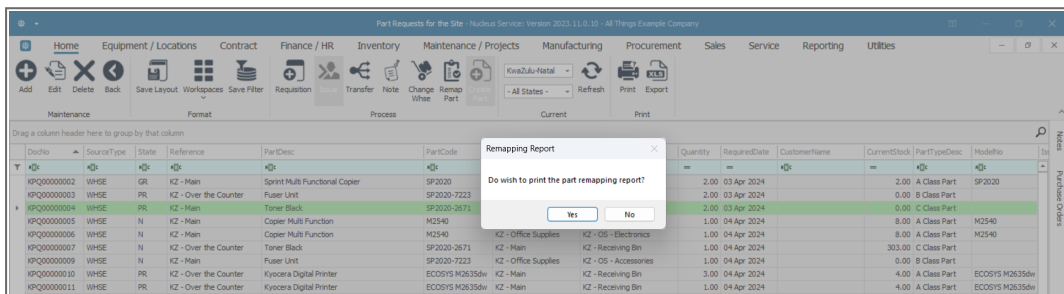 Part Requests for the Site - Nucleus Service: Version 2023.11.0.10 - All Things Example Company
Home Equipment / Locations Contract Finance / HR Inventory Maintenance / Projects Manufacturing Procurement Sales Service Reporting Utilities
Add Edit Delete Back Save Layout Workspaces Save Filter Requisition Issue Transfer Note Change Whse Remap Part Create Part KwaZulu-Natal - All States - Refresh Print Export
Maintenance Format Process Current Print
Drag a column header here to group by that column
Notes
Purchase Orders
DocNo SourceType State Reference PartDesc PartCode Quantity RequiredDate CustomerName CurrentStock PartTypeDesc ModelNo
KPQ00000002 WHSE GR KZ - Main Sprint Multi Functional Copier SP2020 2.00 03 Apr 2024 2.00 A Class Part SP2020
KPQ00000003 WHSE PR KZ - Over the Counter Fuser Unit SP2020-7223 2.00 03 Apr 2024 0.00 B Class Part
KPQ00000004 WHSE PR KZ - Main Toner Black SP2020-2671 2.00 03 Apr 2024 0.00 C Class Part
KPQ00000005 WHSE N KZ - Main Copier Multi Function M2540 1.00 04 Apr 2024 8.00 A Class Part M2540
KPQ00000006 WHSE N KZ - Main Copier Multi Function M2540 KZ - Office Supplies KZ - OS - Electronics 1.00 04 Apr 2024 8.00 A Class Part M2540
KPQ00000007 WHSE N KZ - Over the Counter Toner Black SP2020-2671 KZ - Main KZ - Receiving Bin 1.00 04 Apr 2024 303.00 C Class Part
KPQ00000009 WHSE N KZ - Main Fuser Unit SP2020-7223 KZ - Office Supplies KZ - OS - Accessories 1.00 04 Apr 2024 0.00 B Class Part
KPQ00000010 WHSE PR KZ - Over the Counter Kyocera Digital Printer ECOSYS M2635dw KZ - Main KZ - Receiving Bin 3.00 04 Apr 2024 4.00 A Class Part ECOSYS M2635dw
KPQ00000011 WHSE PR KZ - Over the Counter Kyocera Digital Printer ECOSYS M2635dw KZ - Main KZ - Receiving Bin 1.00 04 Apr 2024 4.00 A Class Part ECOSYS M2635dw
Remapping Report
Do wish to print the part remapping report?
Yes No